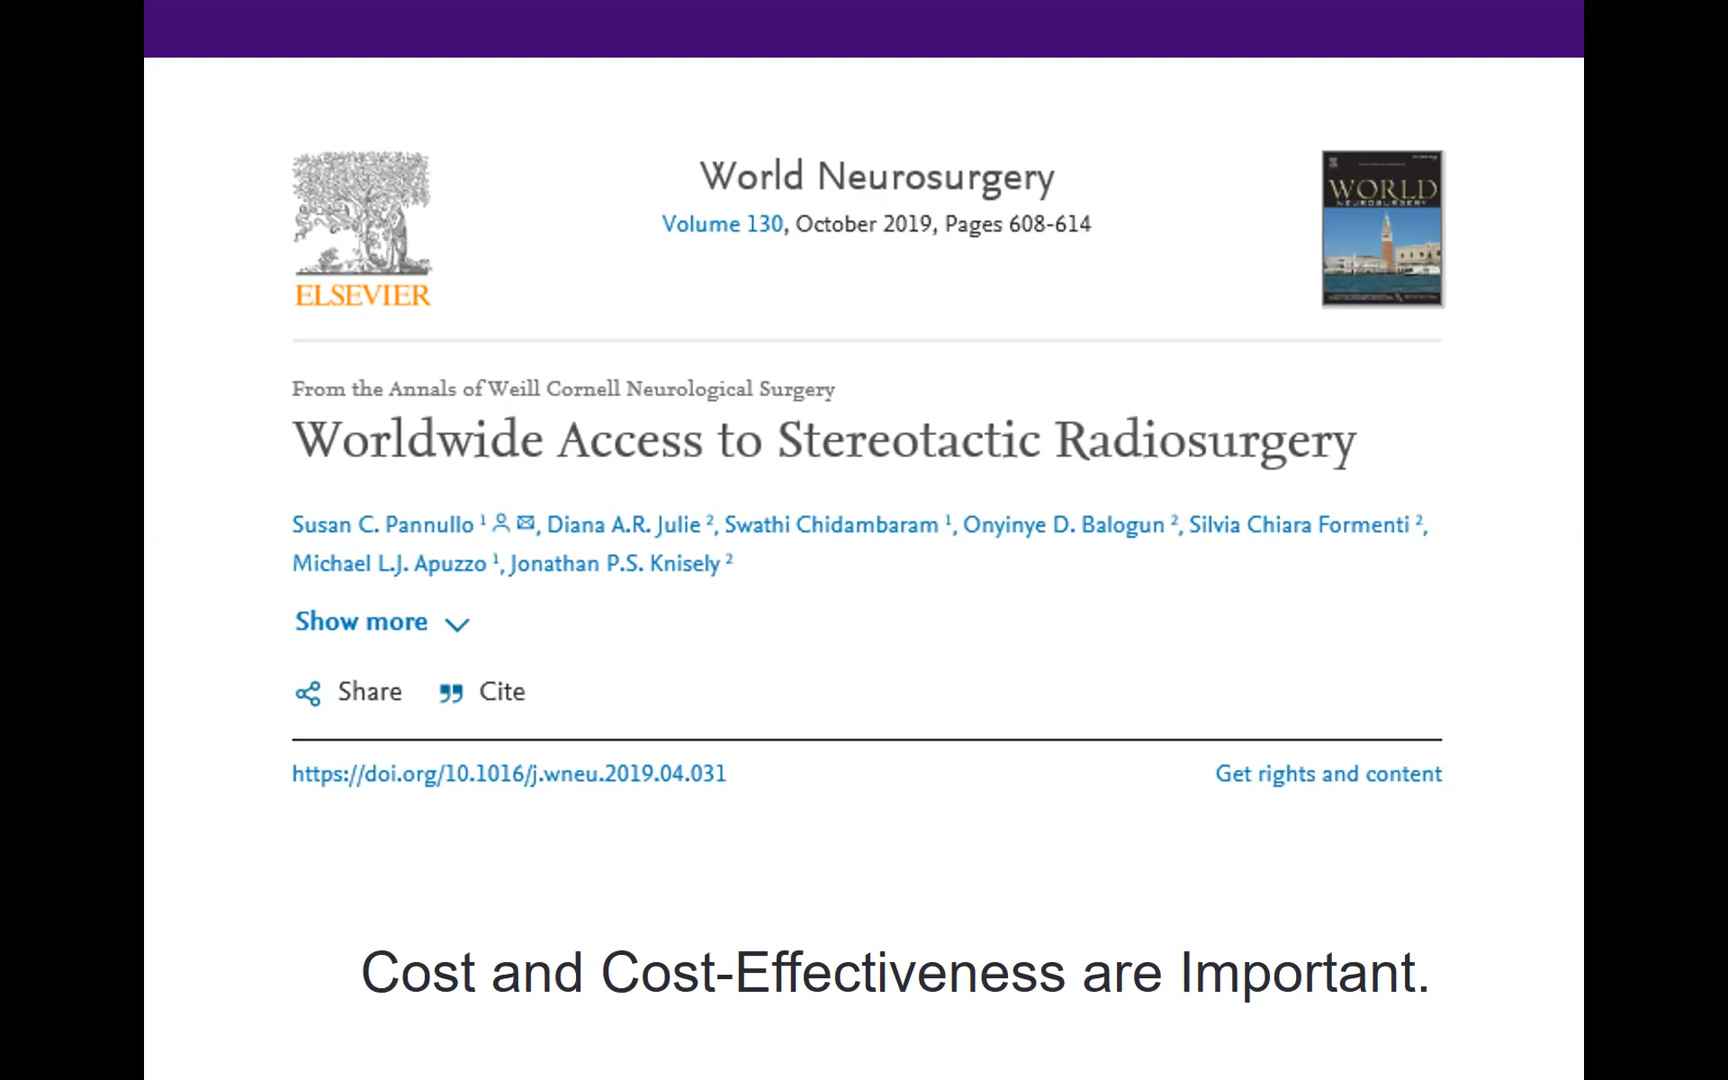 World Neurosurgery
Volume 130, October 2019, Pages 608-614
ELSEVIER
WORLD
NEUROSURGERY
From the Annals of Weill Cornell Neurological Surgery
Worldwide Access to Stereotactic Radiosurgery
Susan C. Pannullo ¹, Diana A.R. Julie ², Swathi Chidambaram ¹, Onyinye D. Balogun ², Silvia Chiara Formenti ²,
Michael L.J. Apuzzo ¹, Jonathan P.S. Knisely ²
Show more
Share Cite
https://doi.org/10.1016/j.wneu.2019.04.031 Get rights and content
Cost and Cost-Effectiveness are Important.